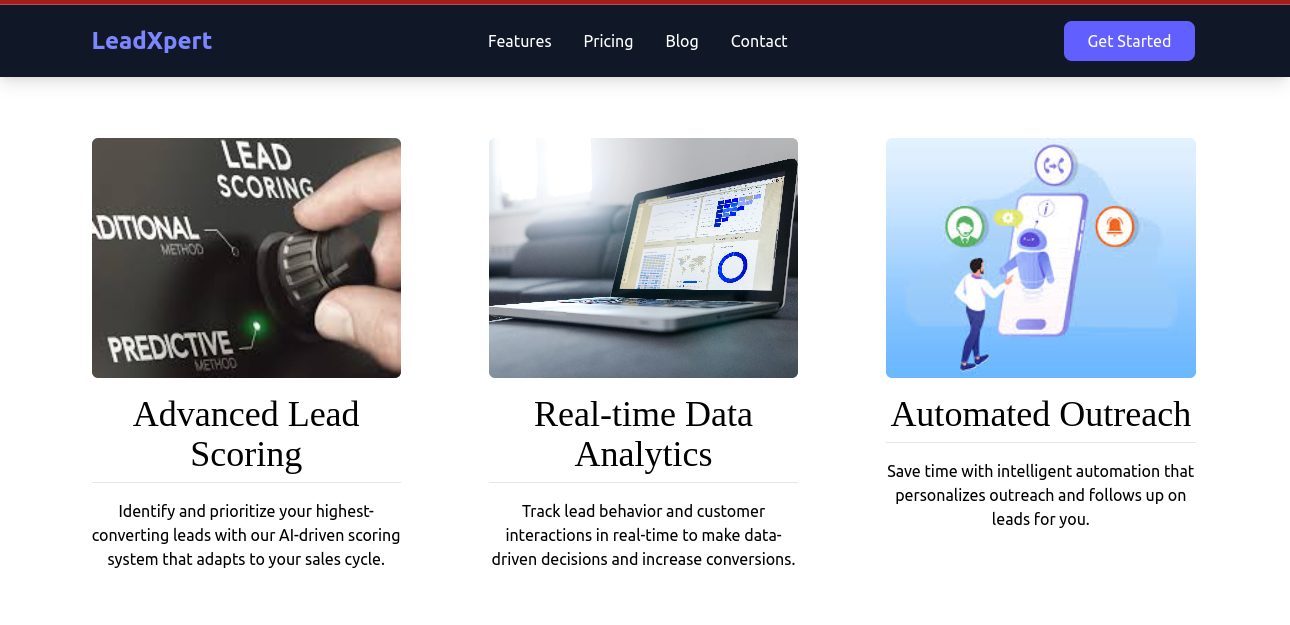 LeadXpert
Features
Pricing
Blog
Contact
Get Started
LEAD
SCORING
ADITIONAL
METHOD
PREDICTIVE
METHOD
Advanced Lead
Scoring
Identify and prioritize your highest-
converting leads with our AI-driven scoring
system that adapts to your sales cycle.
Real-time Data
Analytics
Track lead behavior and customer
interactions in real-time to make data-
driven decisions and increase conversions.
Automated Outreach
Save time with intelligent automation that
personalizes outreach and follows up on
leads for you.